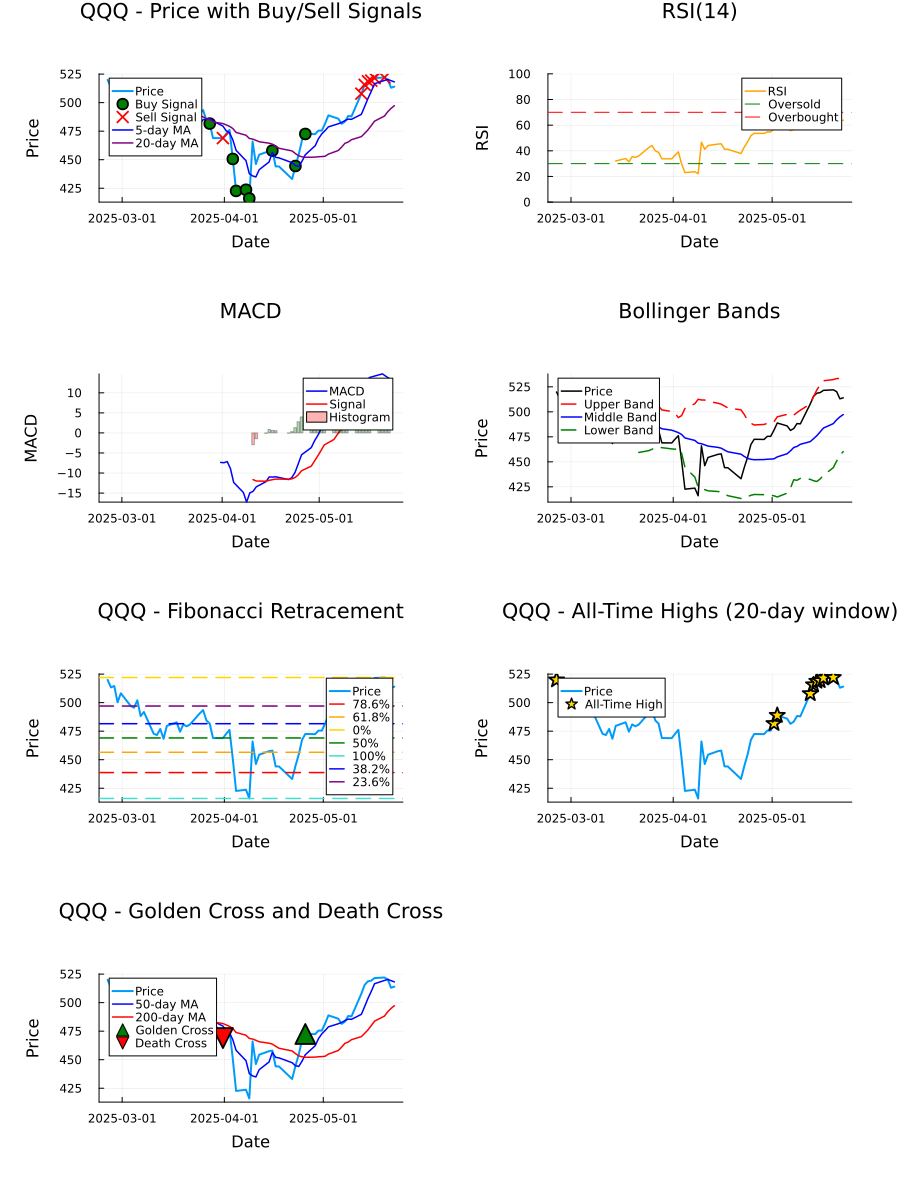 QQQ - Price with Buy/Sell Signals
525
500
475
450
425
Price
Price
Buy Signal
Sell Signal
5-day MA
20-day MA
2025-03-01
2025-04-01
2025-05-01
Date
RSI(14)
100
80
60
40
20
0
RSI
RSI
Oversold
Overbought
2025-03-01
2025-04-01
2025-05-01
Date
MACD
10
5
0
−5
−10
−15
MACD
MACD
Signal
Histogram
2025-03-01
2025-04-01
2025-05-01
Date
Bollinger Bands
525
500
475
450
425
Price
Price
Upper Band
Middle Band
Lower Band
2025-03-01
2025-04-01
2025-05-01
Date
QQQ - Fibonacci Retracement
525
500
475
450
425
Price
Price
78.6%
61.8%
0%
50%
100%
38.2%
23.6%
2025-03-01
2025-04-01
2025-05-01
Date
QQQ - All-Time Highs (20-day window)
525
500
475
450
425
Price
Price
All-Time High
2025-03-01
2025-04-01
2025-05-01
Date
QQQ - Golden Cross and Death Cross
525
500
475
450
425
Price
Price
50-day MA
200-day MA
Golden Cross
Death Cross
2025-03-01
2025-04-01
2025-05-01
Date